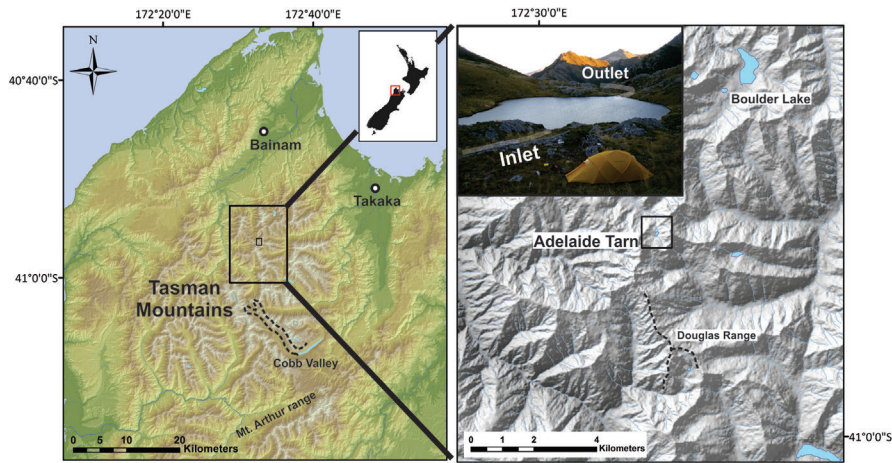 172°20'0"E
172°40'0"E
40°40'0"S
41°0'0"S
N
Bainam
Takaka
Tasman
Mountains
Cobb Valley
Mt. Arthur range
0 5 10 20
Kilometers
172°30'0"E
Outlet
Inlet
Boulder Lake
Adelaide Tarn
Douglas Range
0 1 2 4
Kilometers
41°0'0"S